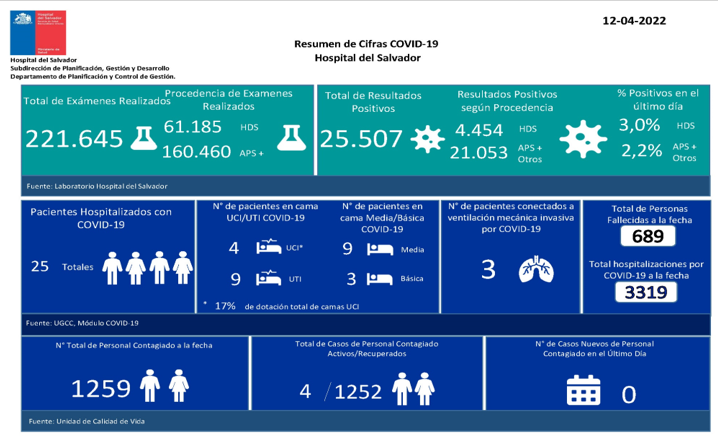 12-04-2022
Hospital del Salvador
Resumen de Cifras COVID-19
Hospital del Salvador
Hospital del Salvador
Subdirección de Planificación, Gestión y Desarrollo
Departamento de Planificación y Control de Gestión.
Total de Exámenes Realizados
221.645
Procedencia de Examenes
Realizados
61.185 HDS
160.460 APS +
Total de Resultados
Positivos
25.507
Resultados Positivos
según Procedencia
4.454 HDS
21.053 APS +
Otros
% Positivos en el
último día
3,0% HDS
2,2% APS +
Otros
Fuente: Laboratorio Hospital del Salvador
Pacientes Hospitalizados con
COVID-19
25 Totales
N° de pacientes en cama
UCI/UTI COVID-19
4 UCI*
9 UTI
* 17% de dotación total de camas UCI
N° de pacientes en
cama Media/Básica
COVID-19
9 Media
3 Básica
N° de pacientes conectados a
ventilación mecánica invasiva
por COVID-19
3
Total de Personas
Fallecidas a la fecha
689
Total hospitalizaciones por
COVID-19 a la fecha
3319
Fuente: UGCC, Módulo COVID-19
N° Total de Personal Contagiado a la fecha
1259
Total de Casos de Personal Contagiado
Activos/Recuperados
4 /1252
N° de Casos Nuevos de Personal
Contagiado en el Último Día
0
Fuente: Unidad de Calidad de Vida